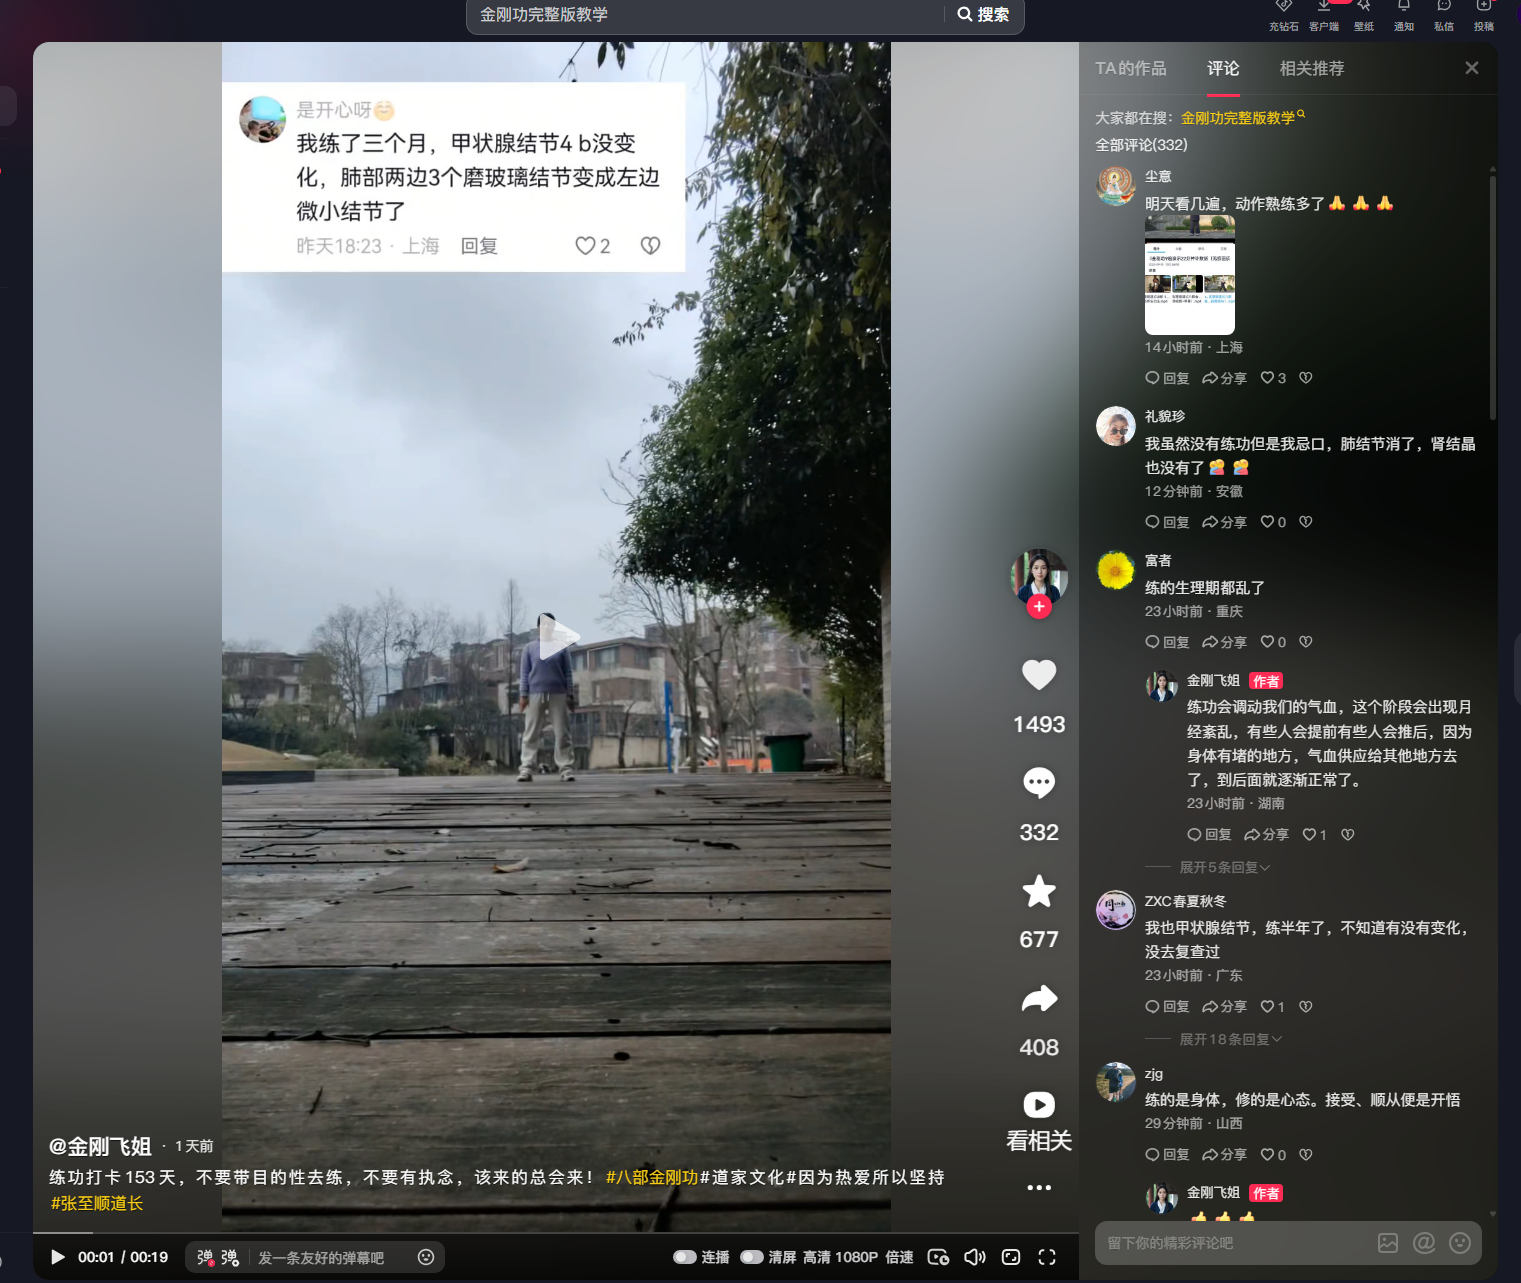 金刚功完整版教学
搜索
充钻石 客户端 壁纸 通知 私信 投稿
是开心呀
我练了三个月，甲状腺结节4 b没变
化，肺部两边3个磨玻璃结节变成左边
微小结节了
昨天18:23 · 上海 回复 2
1493
332
677
408
看相关
@金刚飞姐 · 1天前
练功打卡153天，不要带目的性去练，不要有执念，该来的总会来！#八部金刚功#道家文化#因为热爱所以坚持
#张至顺道长
00:01 / 00:19 弹 弹 发一条友好的弹幕吧 连播 清屏 高清 1080P 倍速
TA的作品 评论 相关推荐
大家都在搜：金刚功完整版教学
全部评论(332)
尘意
明天看几遍，动作熟练多了
14小时前 · 上海
回复 分享 3
礼貌珍
我虽然没有练功但是我忌口，肺结节消了，肾结晶
也没有了
12分钟前 · 安徽
回复 分享 0
富者
练的生理期都乱了
23小时前 · 重庆
回复 分享 0
金刚飞姐 作者
练功会调动我们的气血，这个阶段会出现月
经紊乱，有些人会提前有些人会推后，因为
身体有堵的地方，气血供应给其他地方去
了，到后面就逐渐正常了。
23小时前 · 湖南
回复 分享 1
展开5条回复
ZXC春夏秋冬
我也甲状腺结节，练半年了，不知道有没有变化，
没去复查过
23小时前 · 广东
回复 分享 1
展开18条回复
zjg
练的是身体，修的是心态。接受、顺从便是开悟
29分钟前 · 山西
回复 分享 0
金刚飞姐 作者
留下你的精彩评论吧